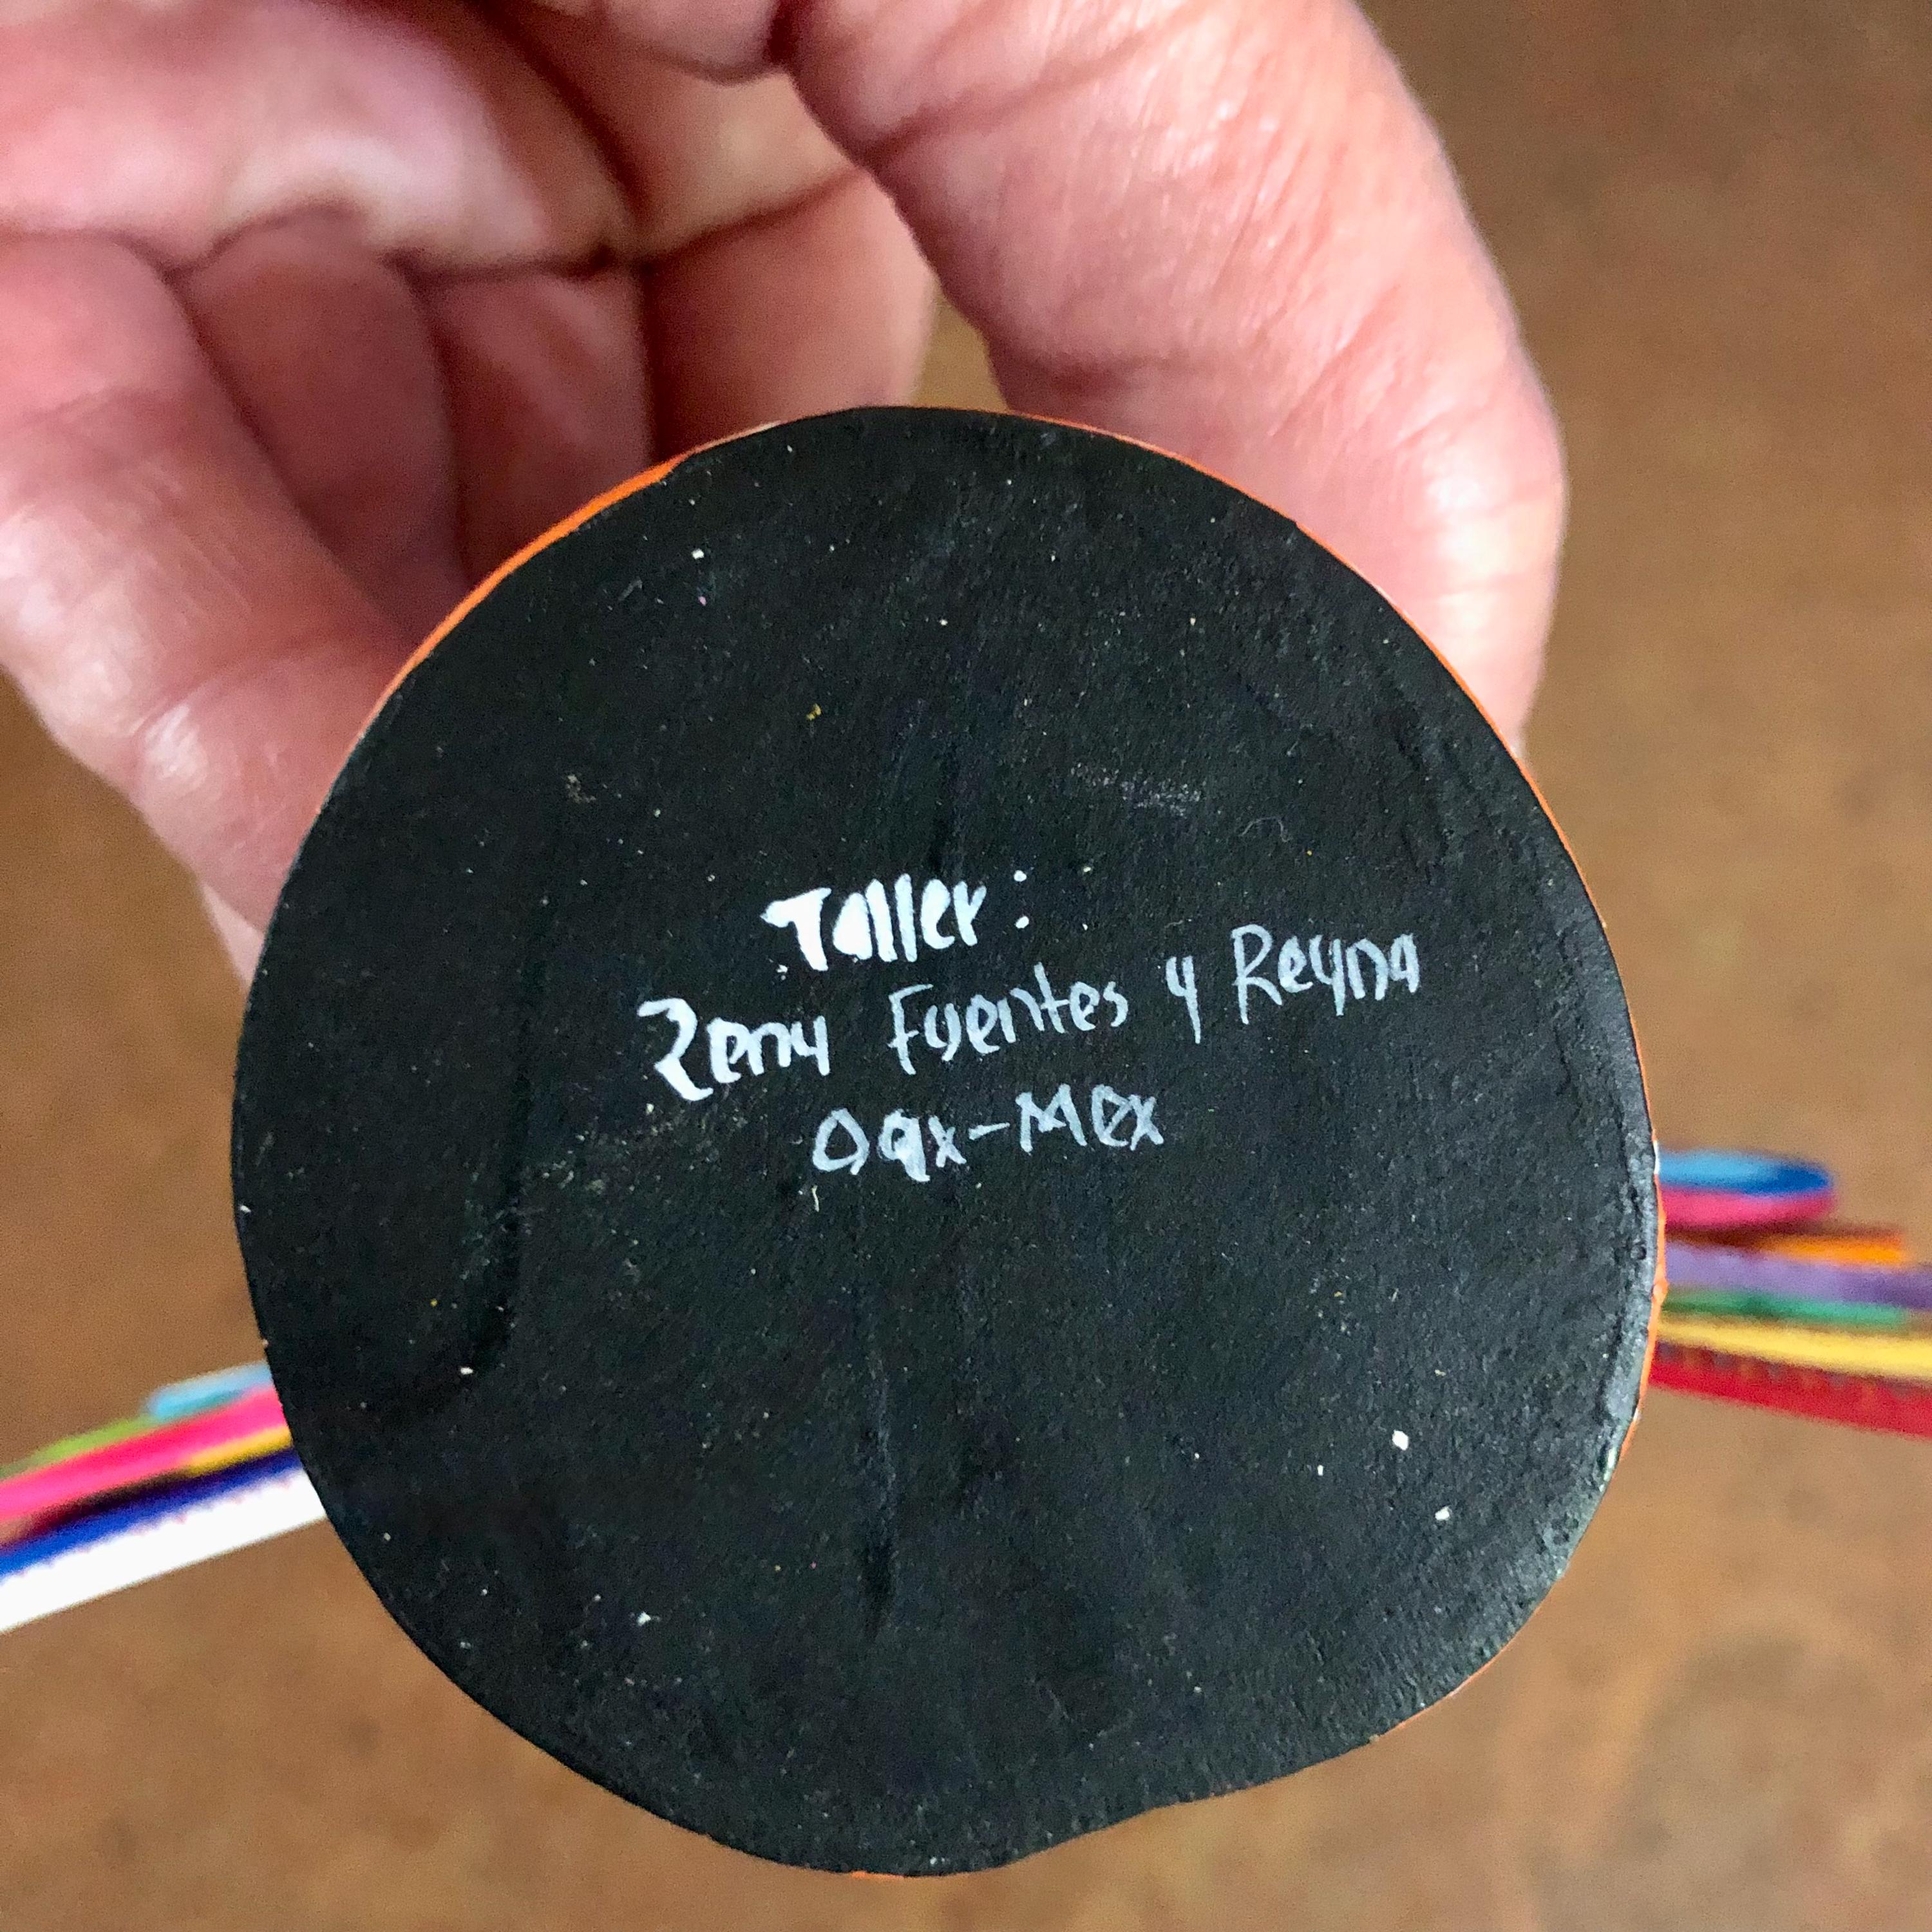 Taller:
Zeny Fuentes y Reyna
Oax-Mex